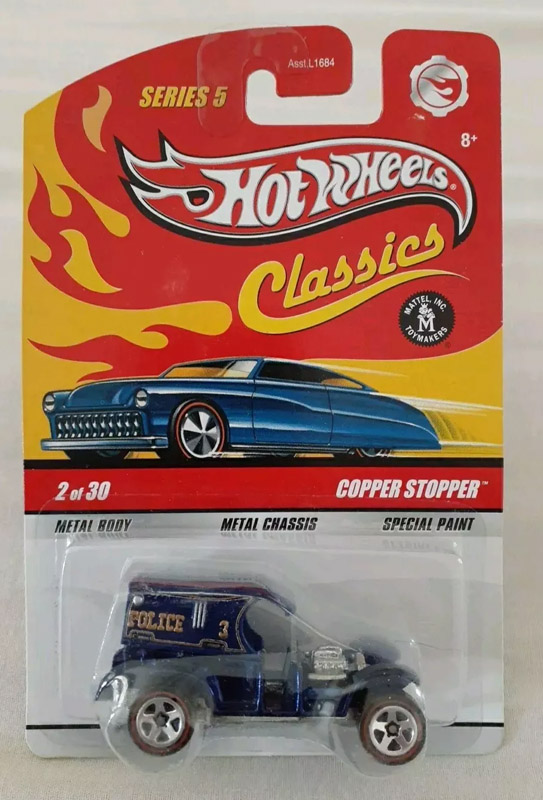 Asst.L1684
SERIES 5
8+
Hot Wheels®
Classics
MATTEL, INC.
M
TOYMAKERS
2 of 30
COPPER STOPPER™
METAL BODY
METAL CHASSIS
SPECIAL PAINT
POLICE
3